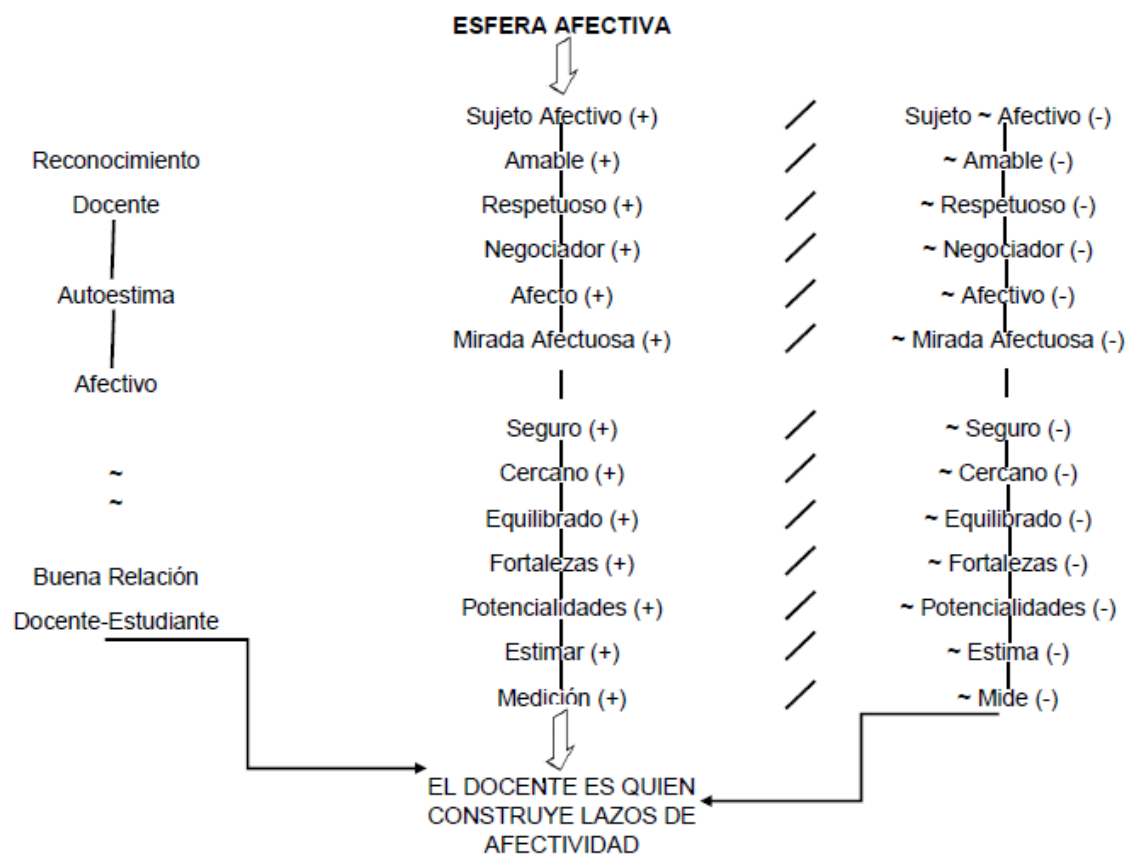 ESFERA AFECTIVA
Sujeto Afectivo (+) / Sujeto ~ Afectivo (-)
Reconocimiento Amable (+) / ~ Amable (-)
Docente Respetuoso (+) / ~ Respetuoso (-)
Negociador (+) / ~ Negociador (-)
Autoestima Afecto (+) / ~ Afectivo (-)
Mirada Afectuosa (+) / ~ Mirada Afectuosa (-)
Afectivo
Seguro (+) / ~ Seguro (-)
~ Cercano (+) / ~ Cercano (-)
~
Equilibrado (+) / ~ Equilibrado (-)
Buena Relación Fortalezas (+) / ~ Fortalezas (-)
Docente-Estudiante Potencialidades (+) / ~ Potencialidades (-)
Estimar (+) / ~ Estima (-)
Medición (+) / ~ Mide (-)
EL DOCENTE ES QUIEN
CONSTRUYE LAZOS DE
AFECTIVIDAD